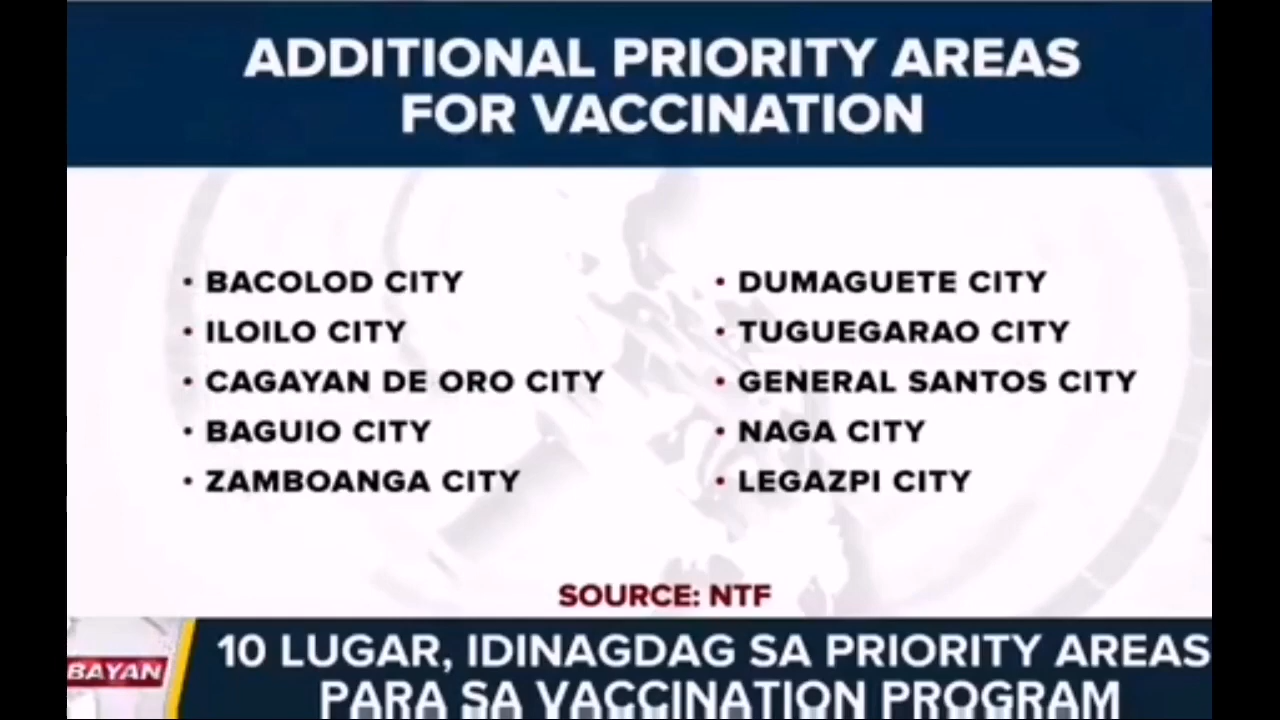 ADDITIONAL PRIORITY AREAS
FOR VACCINATION
• BACOLOD CITY
• ILOILO CITY
• CAGAYAN DE ORO CITY
• BAGUIO CITY
• ZAMBOANGA CITY
• DUMAGUETE CITY
• TUGUEGARAO CITY
• GENERAL SANTOS CITY
• NAGA CITY
• LEGAZPI CITY
SOURCE: NTF
BAYAN
10 LUGAR, IDINAGDAG SA PRIORITY AREAS
PARA SA VACCINATION PROGRAM